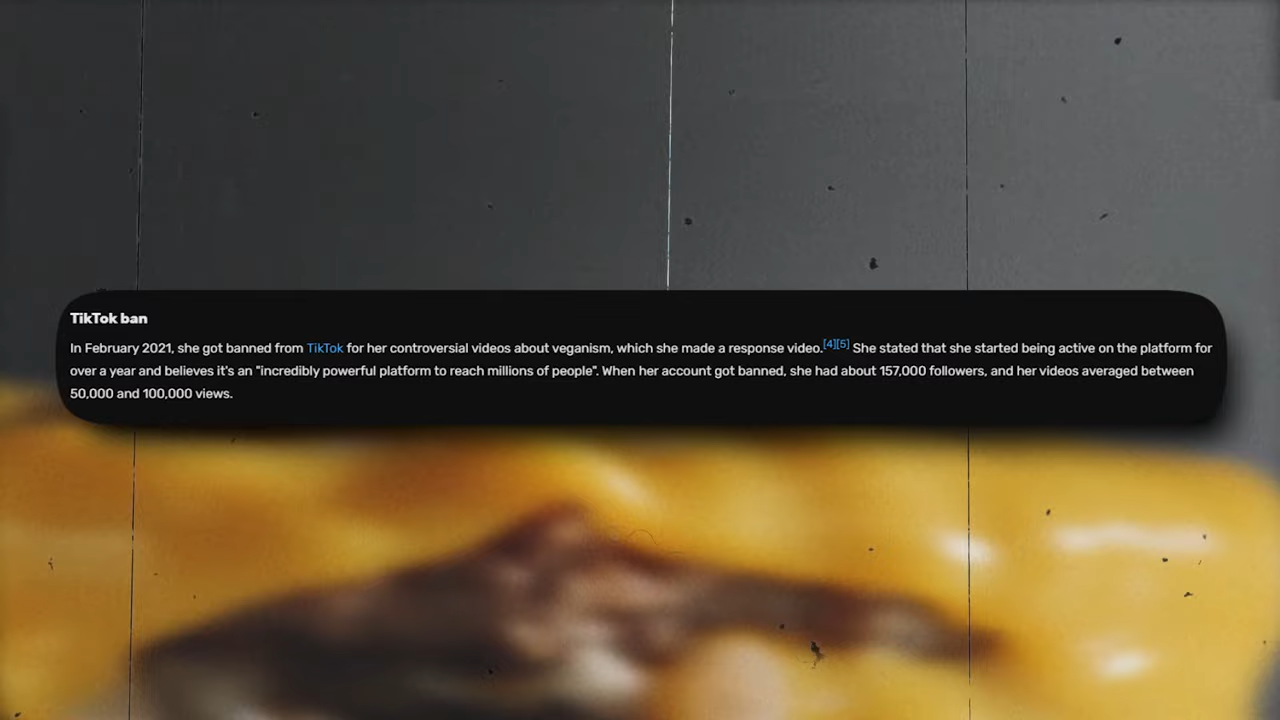 TikTok ban
In February 2021, she got banned from TikTok for her controversial videos about veganism, which she made a response video.[4][5] She stated that she started being active on the platform for
over a year and believes it's an "incredibly powerful platform to reach millions of people". When her account got banned, she had about 157,000 followers, and her videos averaged between
50,000 and 100,000 views.